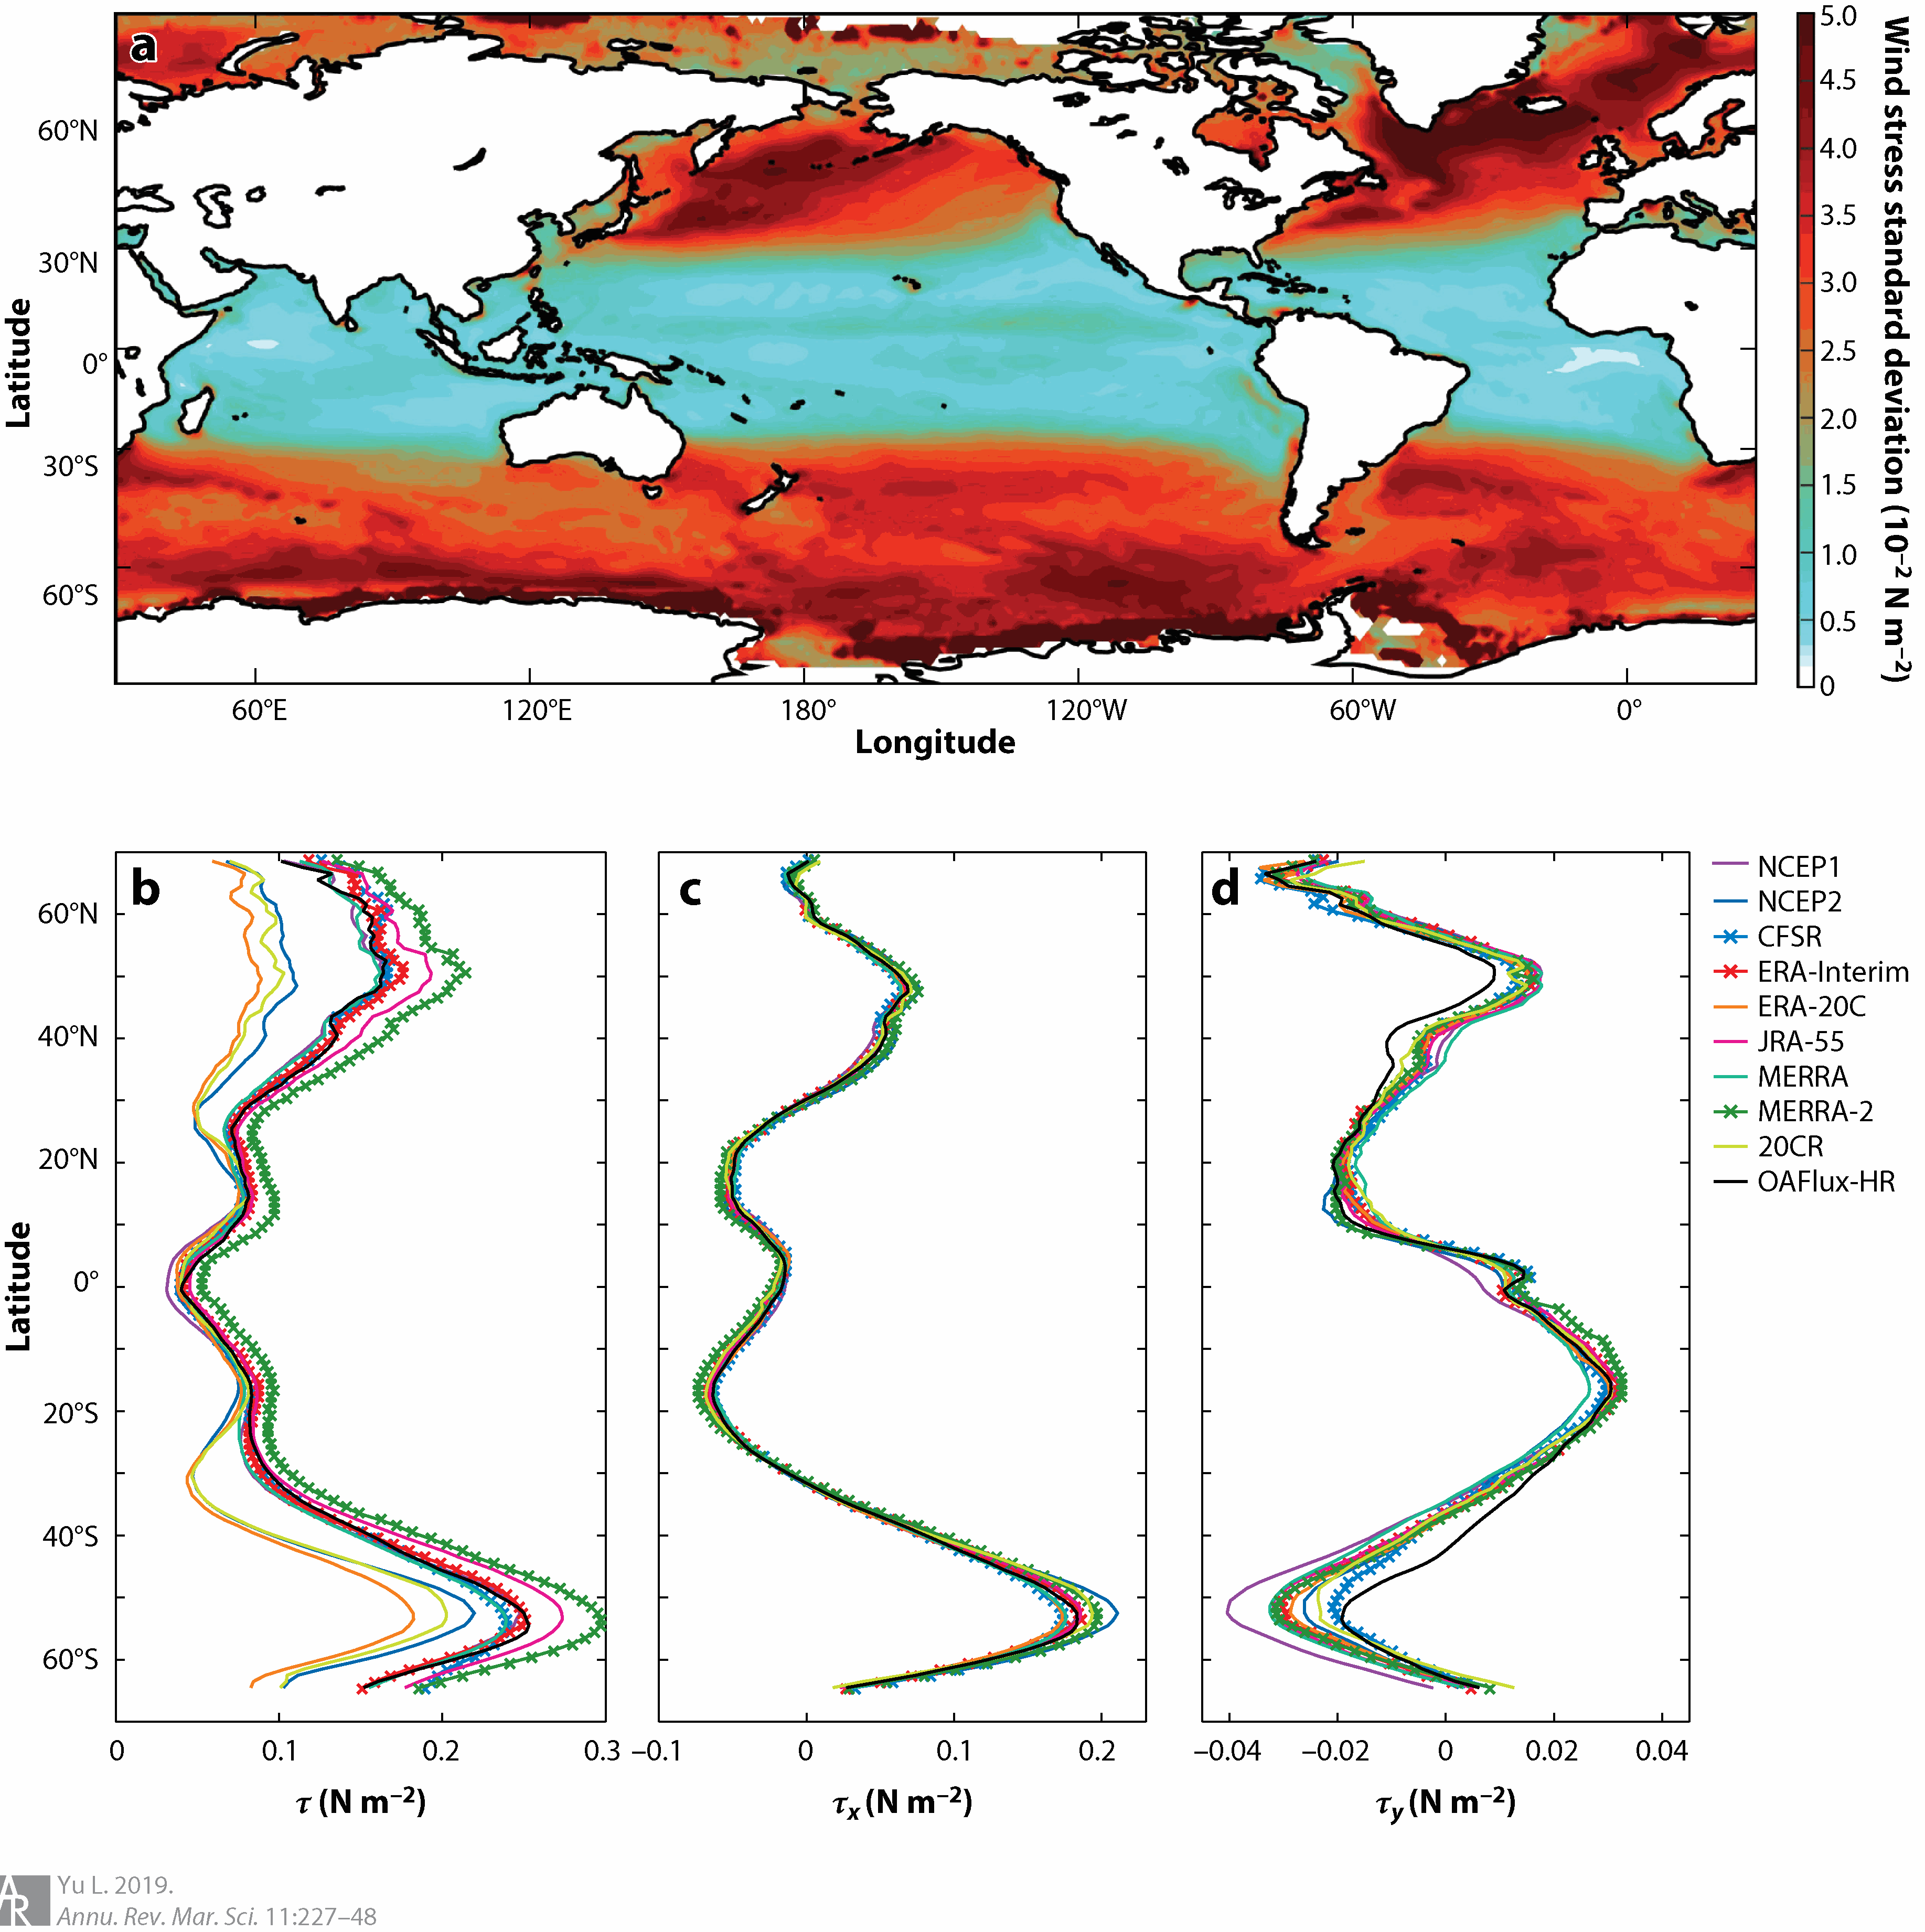 a
5.0
4.5
4.0
3.5
3.0
2.5
2.0
1.5
1.0
0.5
0
Wind stress standard deviation (10⁻² N m⁻²)
60°N
30°N
0°
30°S
60°S
Latitude
60°E 120°E 180° 120°W 60°W 0°
Longitude
b
c
d
60°N
40°N
20°N
0°
20°S
40°S
60°S
Latitude
0 0.1 0.2 0.3
–0.1 0 0.1 0.2
–0.04 –0.02 0 0.02 0.04
τ (N m⁻²)
τx (N m⁻²)
τy (N m⁻²)
NCEP1
NCEP2
CFSR
ERA-Interim
ERA-20C
JRA-55
MERRA
MERRA-2
20CR
OAFlux-HR
AR
Yu L. 2019.
Annu. Rev. Mar. Sci. 11:227–48